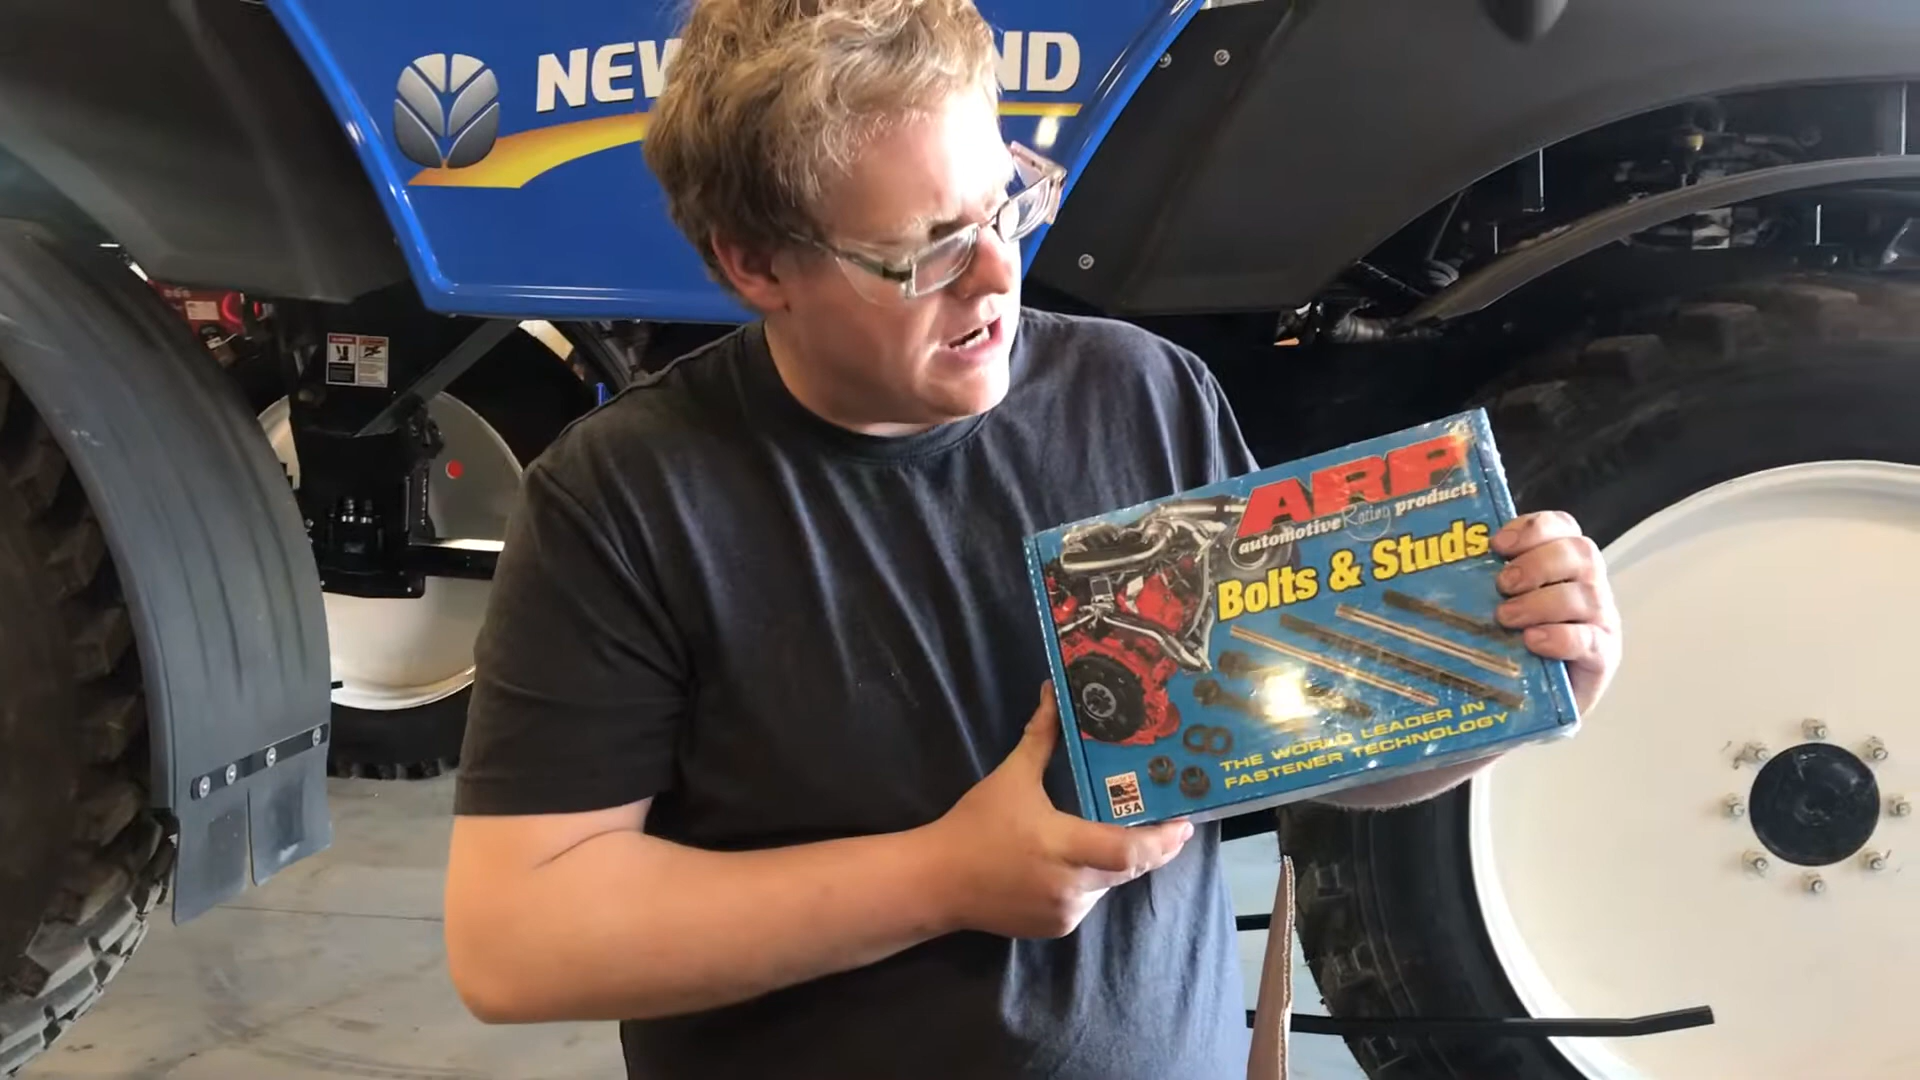 NEW
ND
ARP
automotive Racing products
Bolts & Studs
THE WORLD LEADER IN
FASTENER TECHNOLOGY
USA